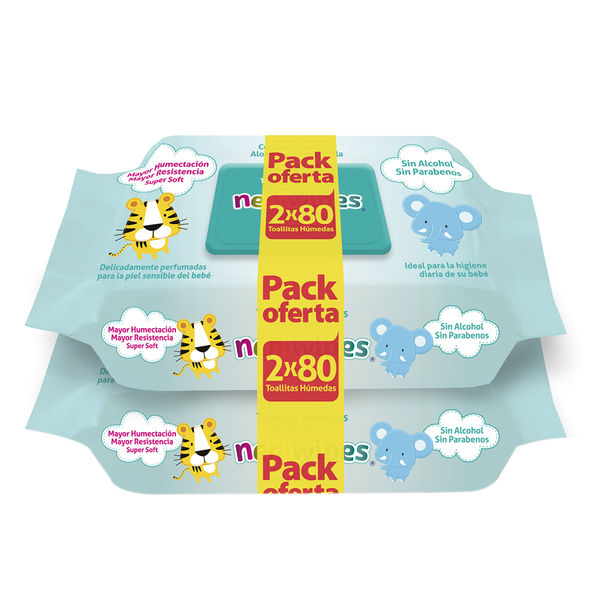 Mayor Humectación
Mayor Resistencia
Super Soft
Pack
oferta
2x80
Toallitas Húmedas
Sin Alcohol
Sin Parabenos
Delicadamente perfumadas
para la piel sensible del bebé
Ideal para la higiene
diaria de su bebé
Pack
oferta
Mayor Humectación
Mayor Resistencia
Super Soft
2x80
Toallitas Húmedas
Sin Alcohol
Sin Parabenos
Mayor Humectación
Mayor Resistencia
Super Soft
Sin Alcohol
Sin Parabenos
Pack
oferta